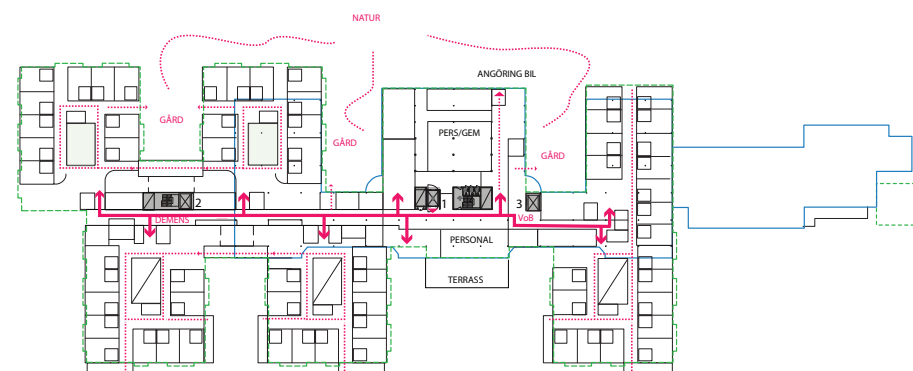 NATUR
ANGÖRING BIL
GÅRD
PERS/GEM
GÅRD
GÅRD
2
1
3
DEMENS
VoB
PERSONAL
TERRASS